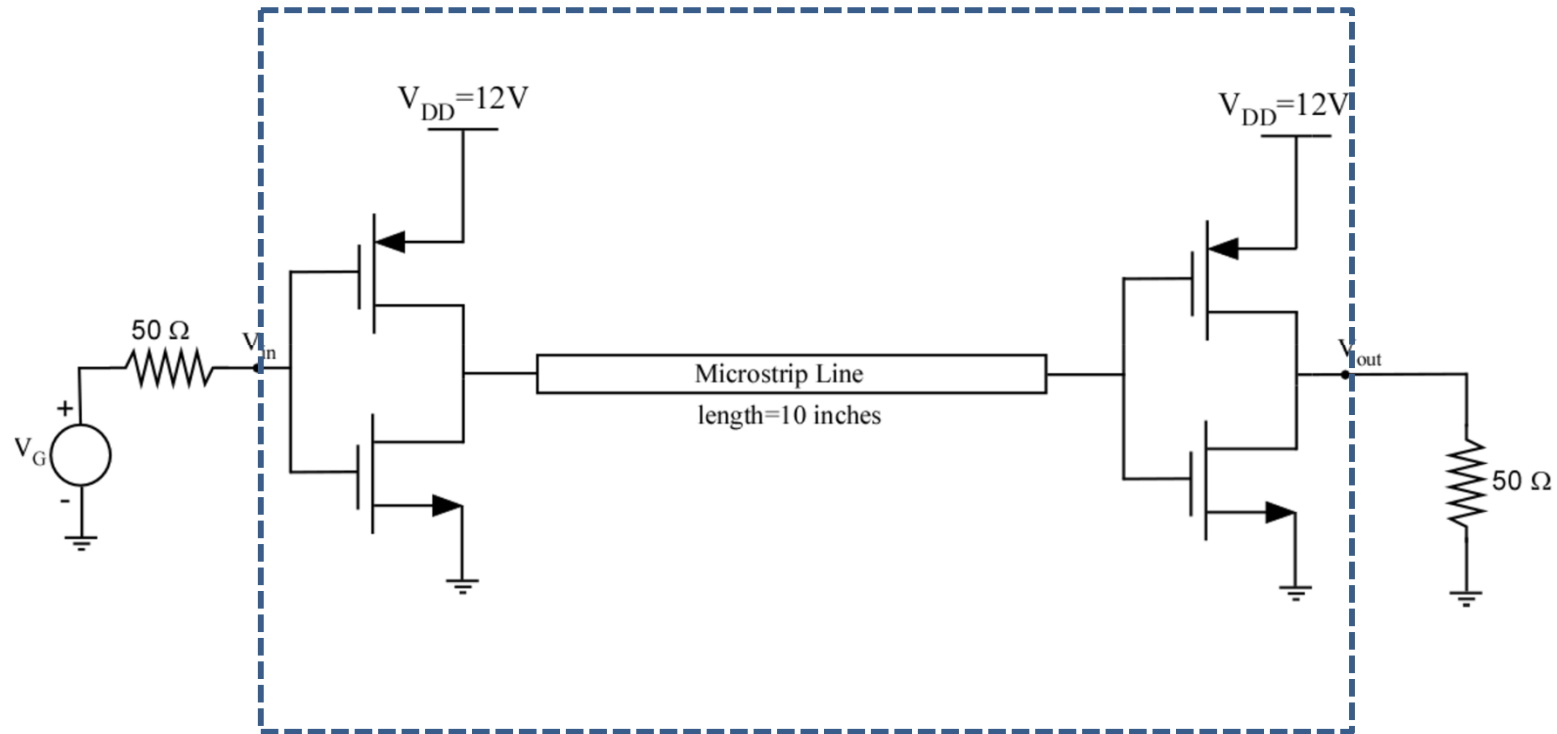 V_DD=12V
V_DD=12V
50 Ω
V_in
Microstrip Line
length=10 inches
V_out
+
V_G
-
50 Ω